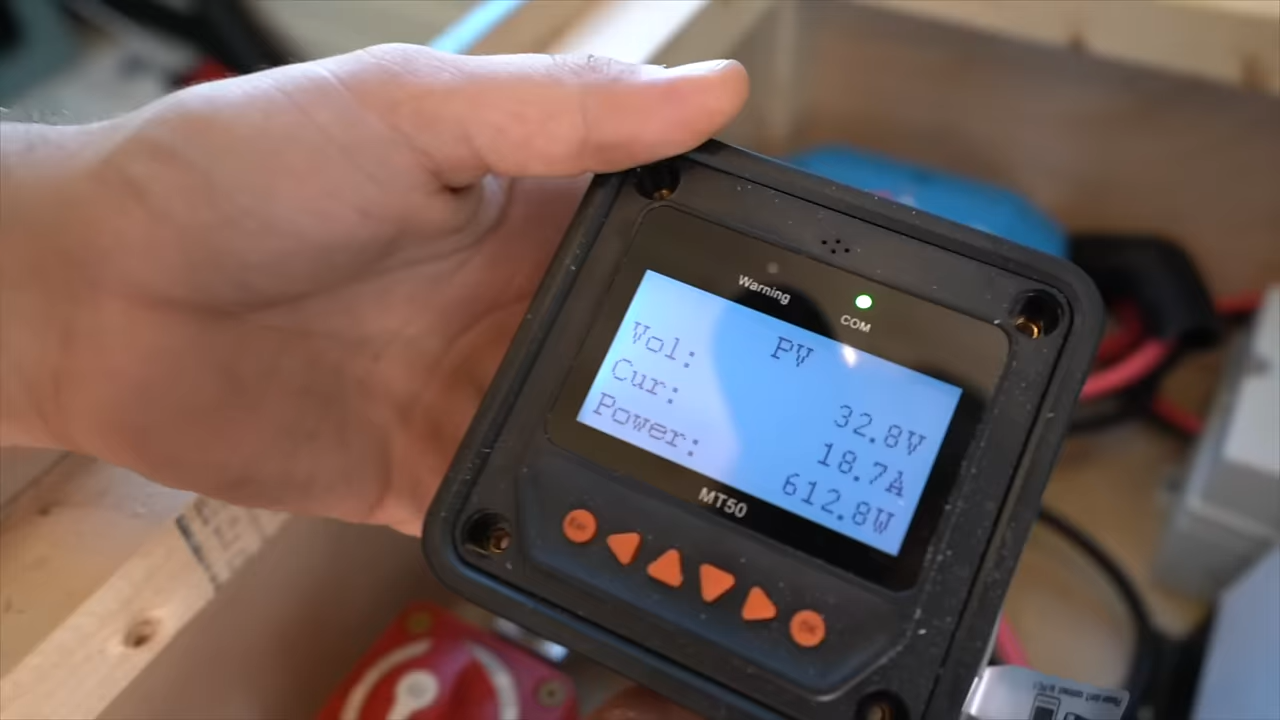 Warning
COM
PV
Vol: 32.8V
Cur: 18.7A
Power: 612.8W
MT50
Esc
OK